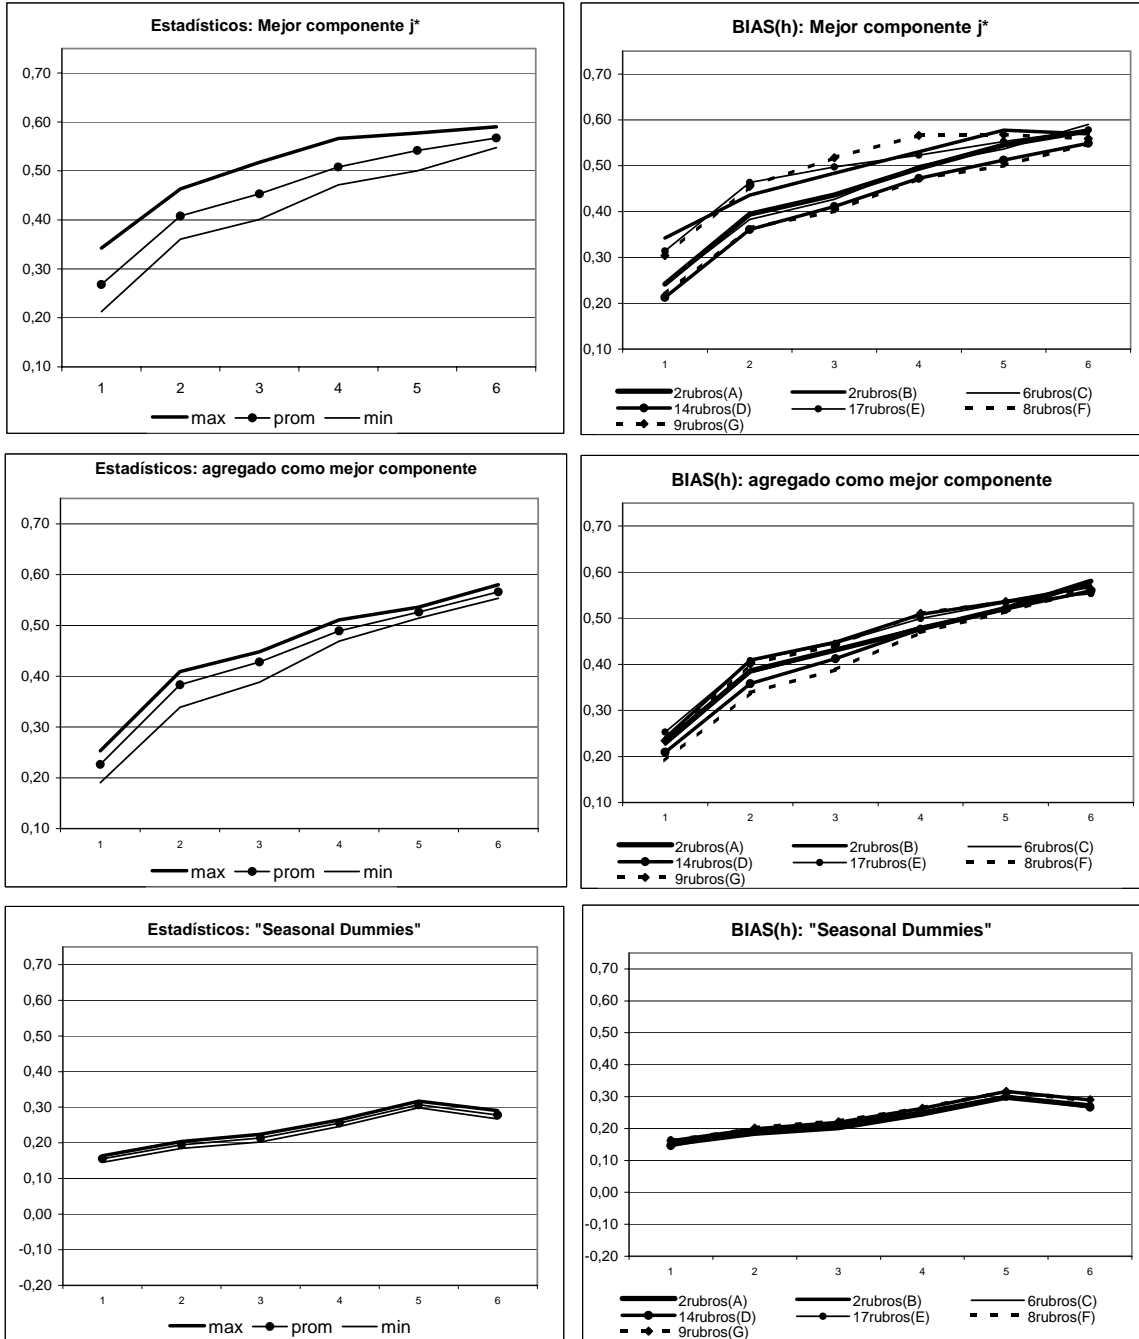 Estadísticos: Mejor componente j*
0,70
0,60
0,50
0,40
0,30
0,20
0,10
1 2 3 4 5 6
max prom min
BIAS(h): Mejor componente j*
0,70
0,60
0,50
0,40
0,30
0,20
0,10
1 2 3 4 5 6
2rubros(A) 2rubros(B) 6rubros(C)
14rubros(D) 17rubros(E) 8rubros(F)
9rubros(G)
Estadísticos: agregado como mejor componente
0,70
0,60
0,50
0,40
0,30
0,20
0,10
1 2 3 4 5 6
max prom min
BIAS(h): agregado como mejor componente
0,70
0,60
0,50
0,40
0,30
0,20
0,10
1 2 3 4 5 6
2rubros(A) 2rubros(B) 6rubros(C)
14rubros(D) 17rubros(E) 8rubros(F)
9rubros(G)
Estadísticos: "Seasonal Dummies"
0,70
0,60
0,50
0,40
0,30
0,20
0,10
0,00
-0,10
-0,20
1 2 3 4 5 6
max prom min
BIAS(h): "Seasonal Dummies"
0,70
0,60
0,50
0,40
0,30
0,20
0,10
0,00
-0,10
-0,20
1 2 3 4 5 6
2rubros(A) 2rubros(B) 6rubros(C)
14rubros(D) 17rubros(E) 8rubros(F)
9rubros(G)